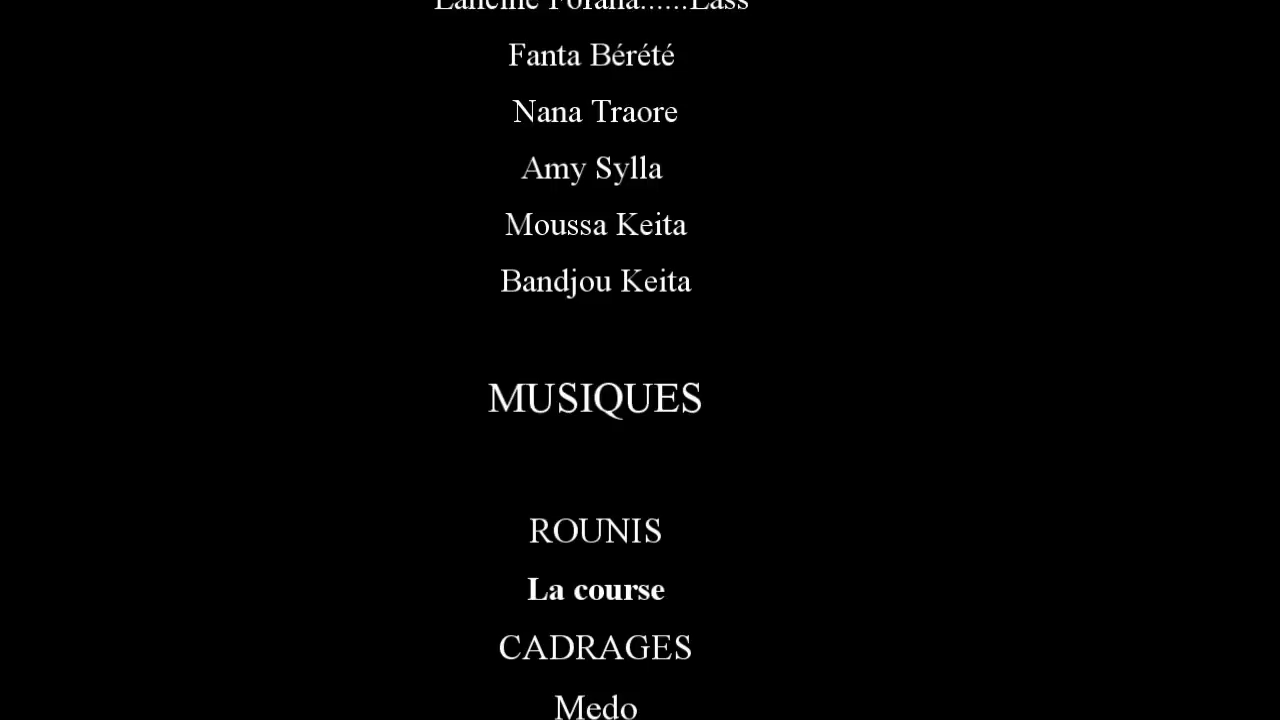 Fanta Bérété
Nana Traore
Amy Sylla
Moussa Keita
Bandjou Keita
MUSIQUES
ROUNIS
La course
CADRAGES
Medo